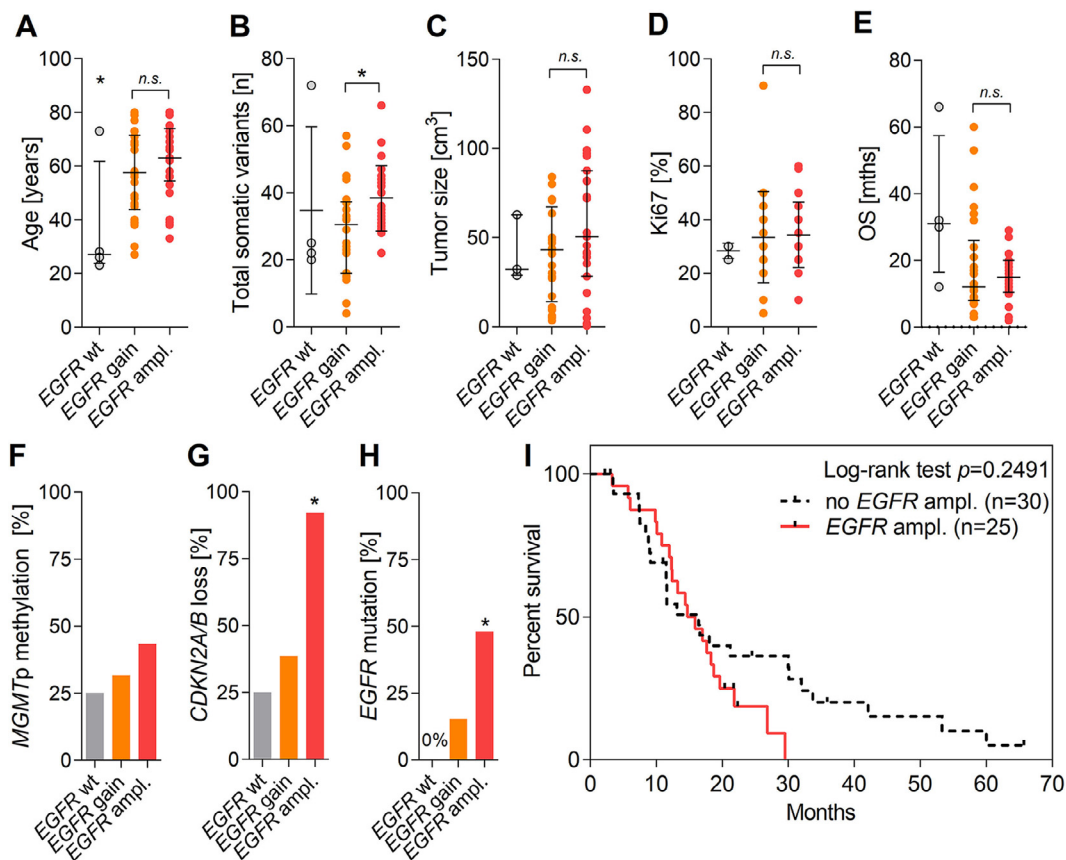 A
Age [years]
100
80
60
40
20
0
*
n.s.
EGFR wt
EGFR gain
EGFR ampl.
B
Total somatic variants [n]
80
60
40
20
0
*
EGFR wt
EGFR gain
EGFR ampl.
C
Tumor size [cm³]
150
100
50
0
n.s.
EGFR wt
EGFR gain
EGFR ampl.
D
Ki67 [%]
100
80
60
40
20
0
n.s.
EGFR wt
EGFR gain
EGFR ampl.
E
OS [mths]
80
60
40
20
0
n.s.
EGFR wt
EGFR gain
EGFR ampl.
F
MGMTp methylation [%]
100
75
50
25
0
EGFR wt
EGFR gain
EGFR ampl.
G
CDKN2A/B loss [%]
100
75
50
25
0
*
EGFR wt
EGFR gain
EGFR ampl.
H
EGFR mutation [%]
100
75
50
25
0
0%
*
EGFR wt
EGFR gain
EGFR ampl.
I
Percent survival
100
50
0
Log-rank test p=0.2491
no EGFR ampl. (n=30)
EGFR ampl. (n=25)
0 10 20 30 40 50 60 70
Months